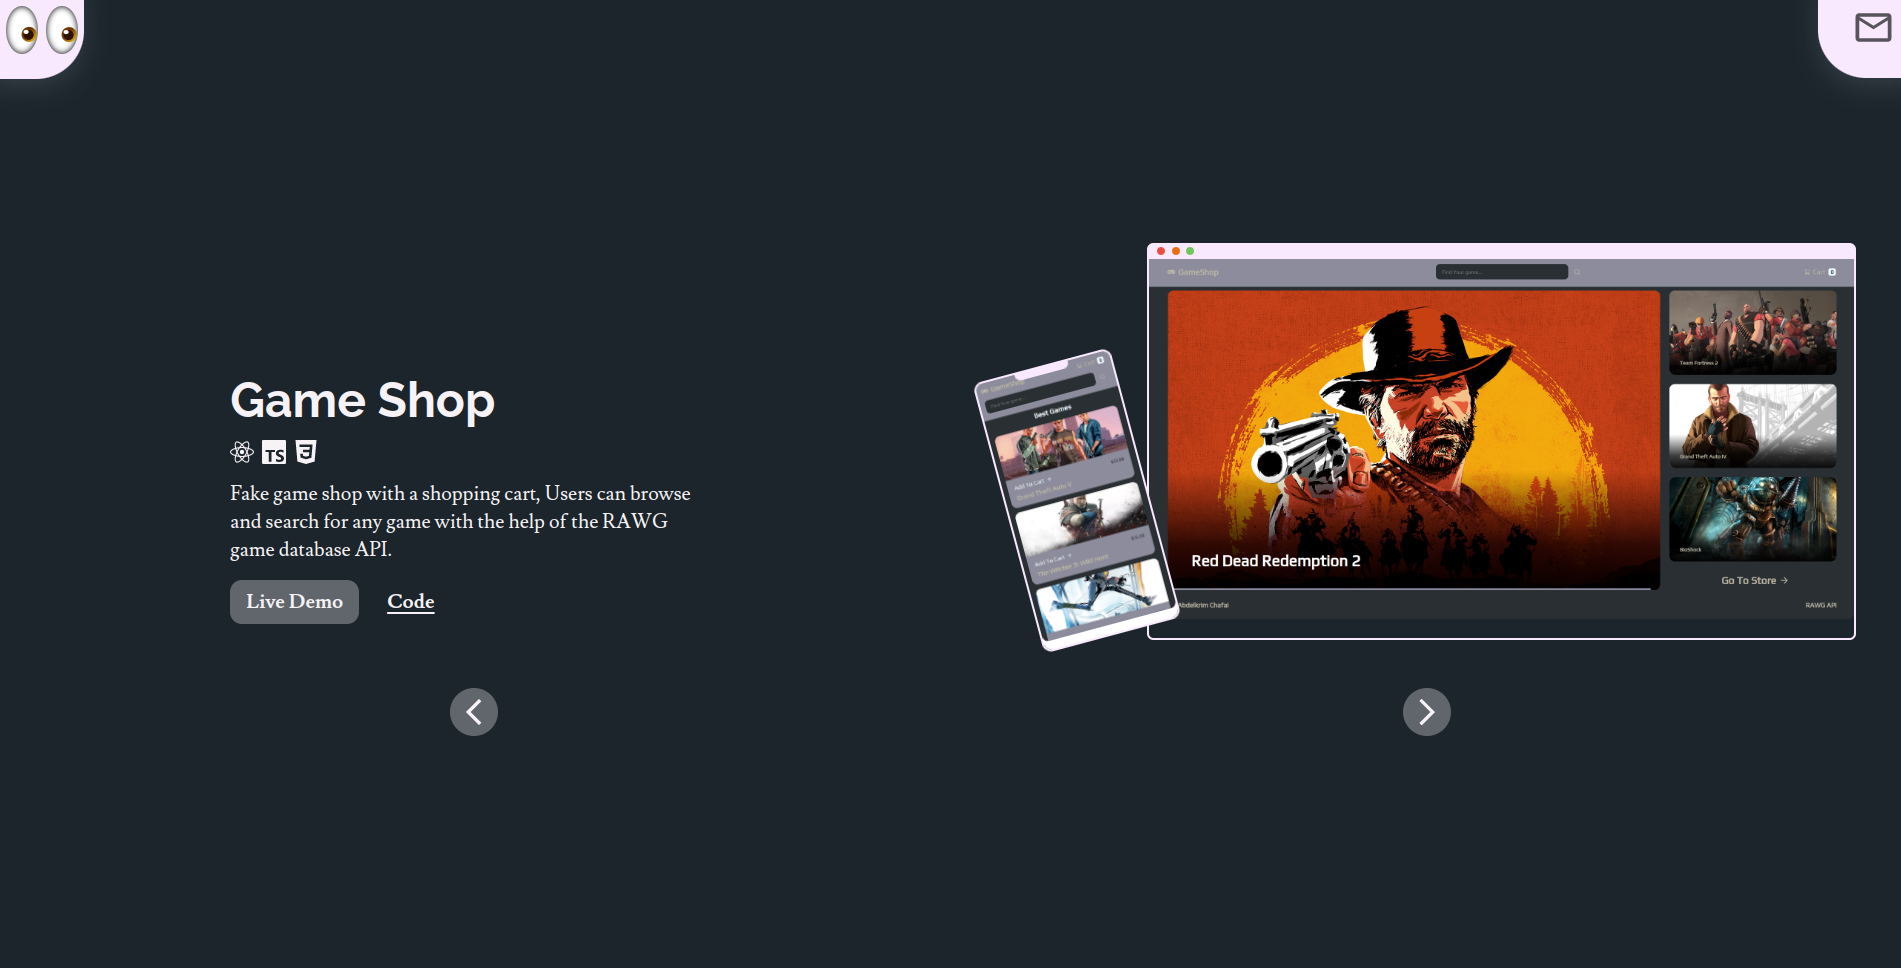 Game Shop
TS
Fake game shop with a shopping cart, Users can browse
and search for any game with the help of the RAWG
game database API.
Live Demo
Code
GameShop
Find Your game...
Cart
Team Fortress 2
Grand Theft Auto IV
BioShock
Red Dead Redemption 2
Go To Store →
Abdelkrim Chafai
RAWG API
GameShop
Best Games
Add To Cart +
Grand Theft Auto V
Add To Cart +
The Witcher 3: Wild Hunt